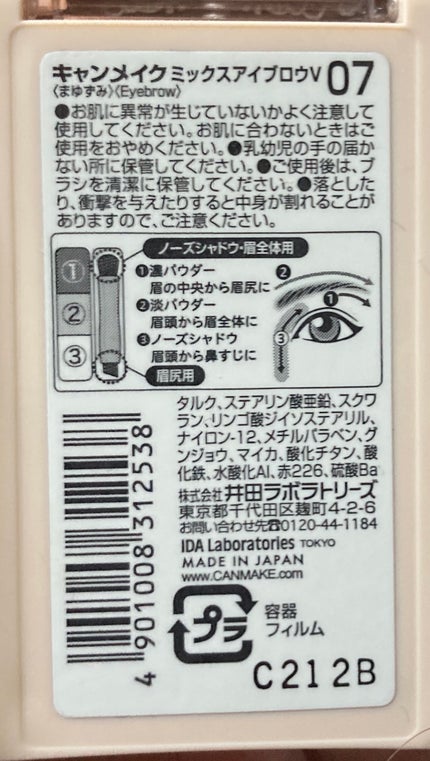 キャンメイク ミックスアイブロウV 07
〈まゆずみ〉〈Eyebrow〉
●お肌に異常が生じていないかよく注意して
使用してください。お肌に合わないときはご
使用をおやめください。●乳幼児の手の届か
ない所に保管してください。●ご使用後は、ブ
ラシを清潔に保管してください。●落とした
り、衝撃を与えたりすると中身が割れることが
ありますので、ご注意ください。
ノーズシャドウ・眉全体用
①
②
③
❶濃パウダー
眉の中央から眉尻に
❷淡パウダー
眉頭から眉全体に
❸ノーズシャドウ
眉頭から鼻すじに
眉尻用
❷
❶
③
タルク、ステアリン酸亜鉛、スクワ
ラン、リンゴ酸ジイソステアリル、
ナイロン-12、メチルパラベン、グ
ンジョウ、マイカ、酸化チタン、酸
化鉄、水酸化Al、赤226、硫酸Ba
株式会社 井田ラボラトリーズ
東京都千代田区麹町4-2-6
お問い合わせ先☎0120-44-1184
IDA Laboratories TOKYO
MADE IN JAPAN
www.CANMAKE.com
プラ
容器
フィルム
C212B
4 901008 312538